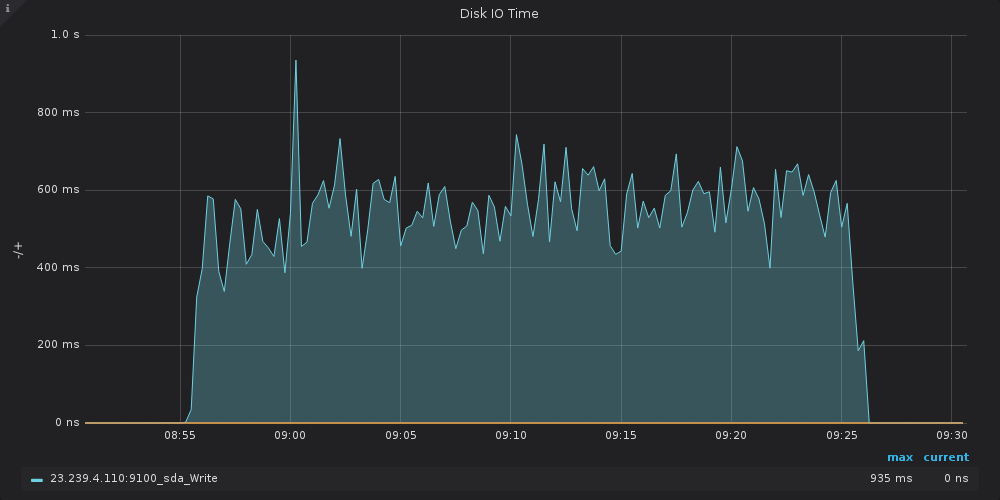 i
Disk IO Time
1.0 s
800 ms
600 ms
400 ms
200 ms
0 ns
-/+
08:55 09:00 09:05 09:10 09:15 09:20 09:25 09:30
max current
23.239.4.110:9100_sda_Write 935 ms 0 ns